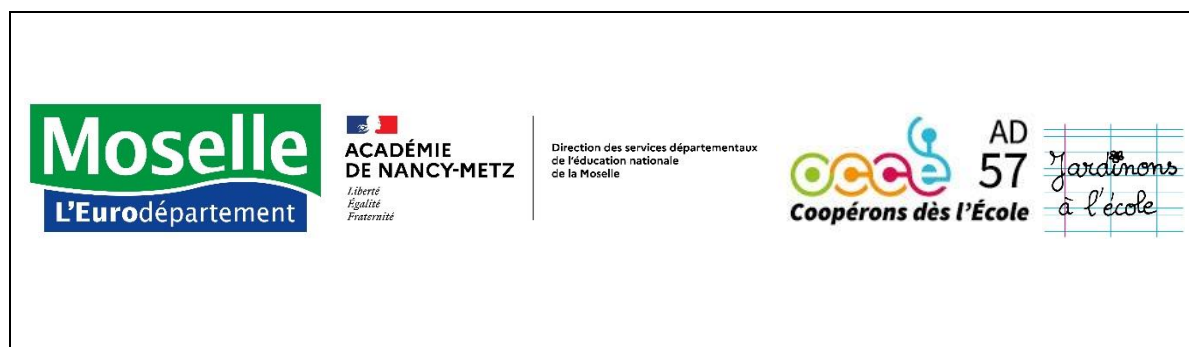 Moselle
L'Eurodépartement
ACADÉMIE
DE NANCY-METZ
Liberté
Égalité
Fraternité
Direction des services départementaux
de l'éducation nationale
de la Moselle
occe
Coopérons dès l'École
AD
57
Jardinons
à l'école